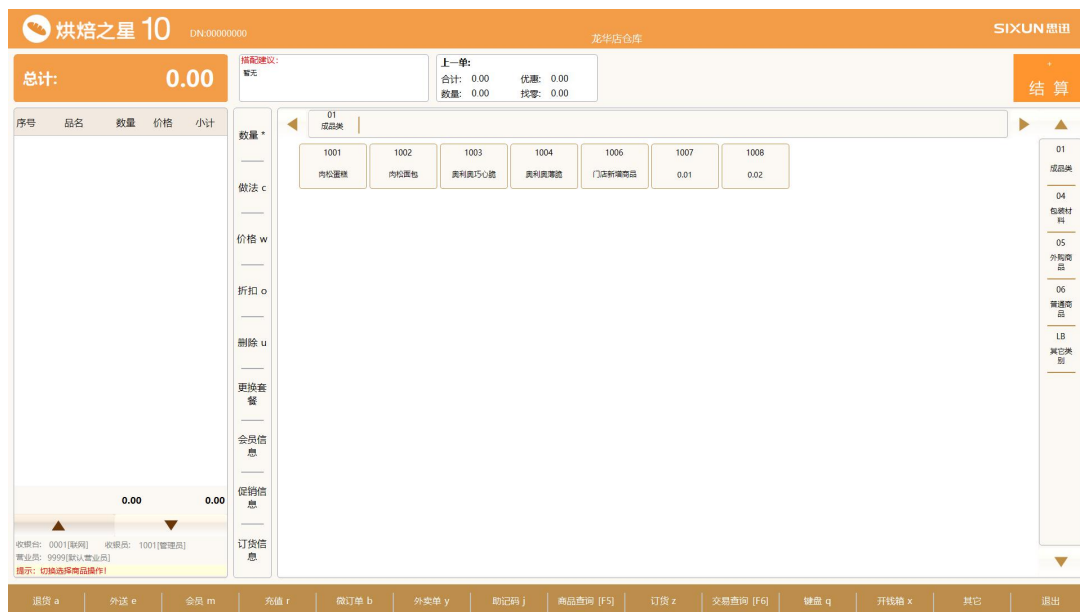 烘焙之星 10 DN:00000000
龙华店仓库
SIXUN思迅
总计: 0.00
搭配建议:
暂无
上一单:
合计: 0.00 优惠: 0.00
数量: 0.00 找零: 0.00
结 算
序号 品名 数量 价格 小计
0.00 0.00
收银台: 0001[联网] 收银员: 1001[管理员]
营业员: 9999[默认营业员]
提示: 切换选择商品操作!
数量 *
做法 c
价格 w
折扣 o
删除 u
更换套
餐
会员信
息
促销信
息
订货信
息
01
成品类
1001
肉松蛋糕
1002
肉松面包
1003
奥利奥巧心脆
1004
奥利奥薄脆
1006
门店新增商品
1007
0.01
1008
0.02
01
成品类
04
包装材
料
05
外购商
品
06
普通商
品
LB
其它类
别
退货 a
外送 e
会员 m
充值 r
微订单 b
外卖单 y
助记码 j
商品查询 [F5]
订货 z
交易查询 [F6]
键盘 q
开钱箱 x
其它
退出